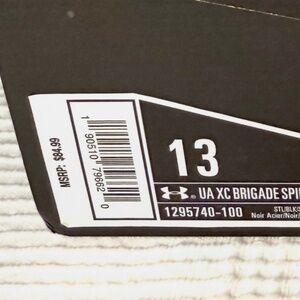 MSRP: $84.99
1 90510 79662 0
13
UA XC BRIGADE SPI
1295740-100
STL/BLK/
Noir Acier/Noir/